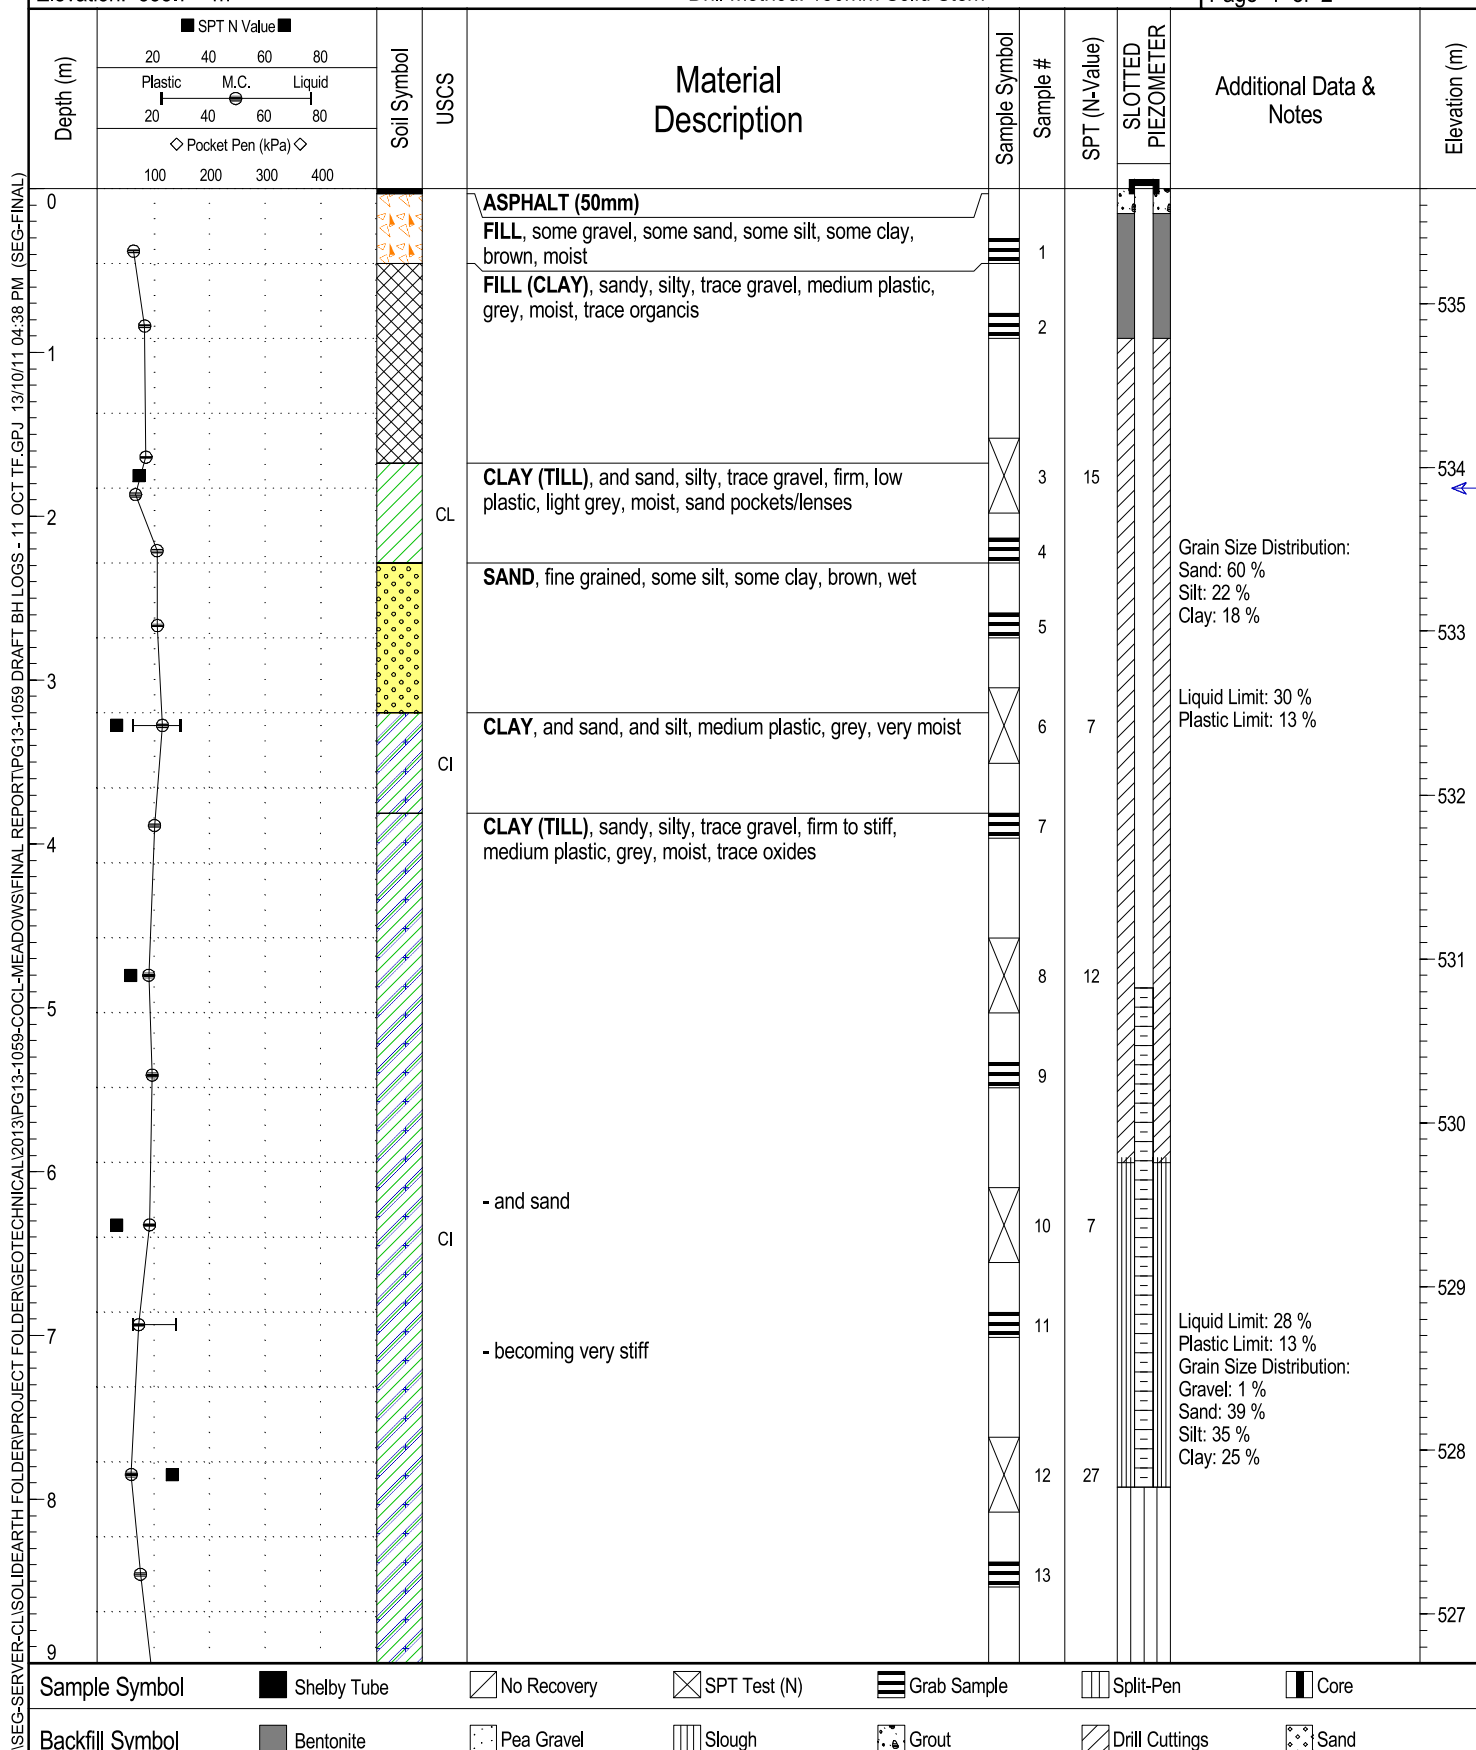 SPT N Value
20 40 60 80
Plastic M.C. Liquid
20 40 60 80
Pocket Pen (kPa)
100 200 300 400
Depth (m)
Soil Symbol
USCS
Material
Description
Sample Symbol
Sample #
SPT (N-Value)
SLOTTED
PIEZOMETER
Additional Data &
Notes
Elevation (m)
0
ASPHALT (50mm)
FILL, some gravel, some sand, some silt, some clay,
brown, moist
1
FILL (CLAY), sandy, silty, trace gravel, medium plastic,
grey, moist, trace organcis
2
535
1
CLAY (TILL), and sand, silty, trace gravel, firm, low
plastic, light grey, moist, sand pockets/lenses
3 15
534
2
CL
4
SAND, fine grained, some silt, some clay, brown, wet
Grain Size Distribution:
Sand: 60 %
Silt: 22 %
Clay: 18 %
5
533
3
CLAY, and sand, and silt, medium plastic, grey, very moist
6 7
Liquid Limit: 30 %
Plastic Limit: 13 %
CI
532
CLAY (TILL), sandy, silty, trace gravel, firm to stiff,
medium plastic, grey, moist, trace oxides
7
4
8 12
531
5
9
530
6
- and sand
10 7
CI
529
7
11
- becoming very stiff
Liquid Limit: 28 %
Plastic Limit: 13 %
Grain Size Distribution:
Gravel: 1 %
Sand: 39 %
Silt: 35 %
Clay: 25 %
528
12 27
8
13
527
9
Sample Symbol Shelby Tube No Recovery SPT Test (N) Grab Sample Split-Pen Core
Backfill Symbol Bentonite Pea Gravel Slough Grout Drill Cuttings Sand
\\SEG-SERVER-CL\SOLIDEARTH FOLDER\PROJECT FOLDER\GEOTECHNICAL\2013\PG13-1059-COCL-MEADOWS\FINAL REPORT\PG13-1059 DRAFT BH LOGS - 11 OCT TF.GPJ 13/10/11 04:38 PM (SEG-FINAL)